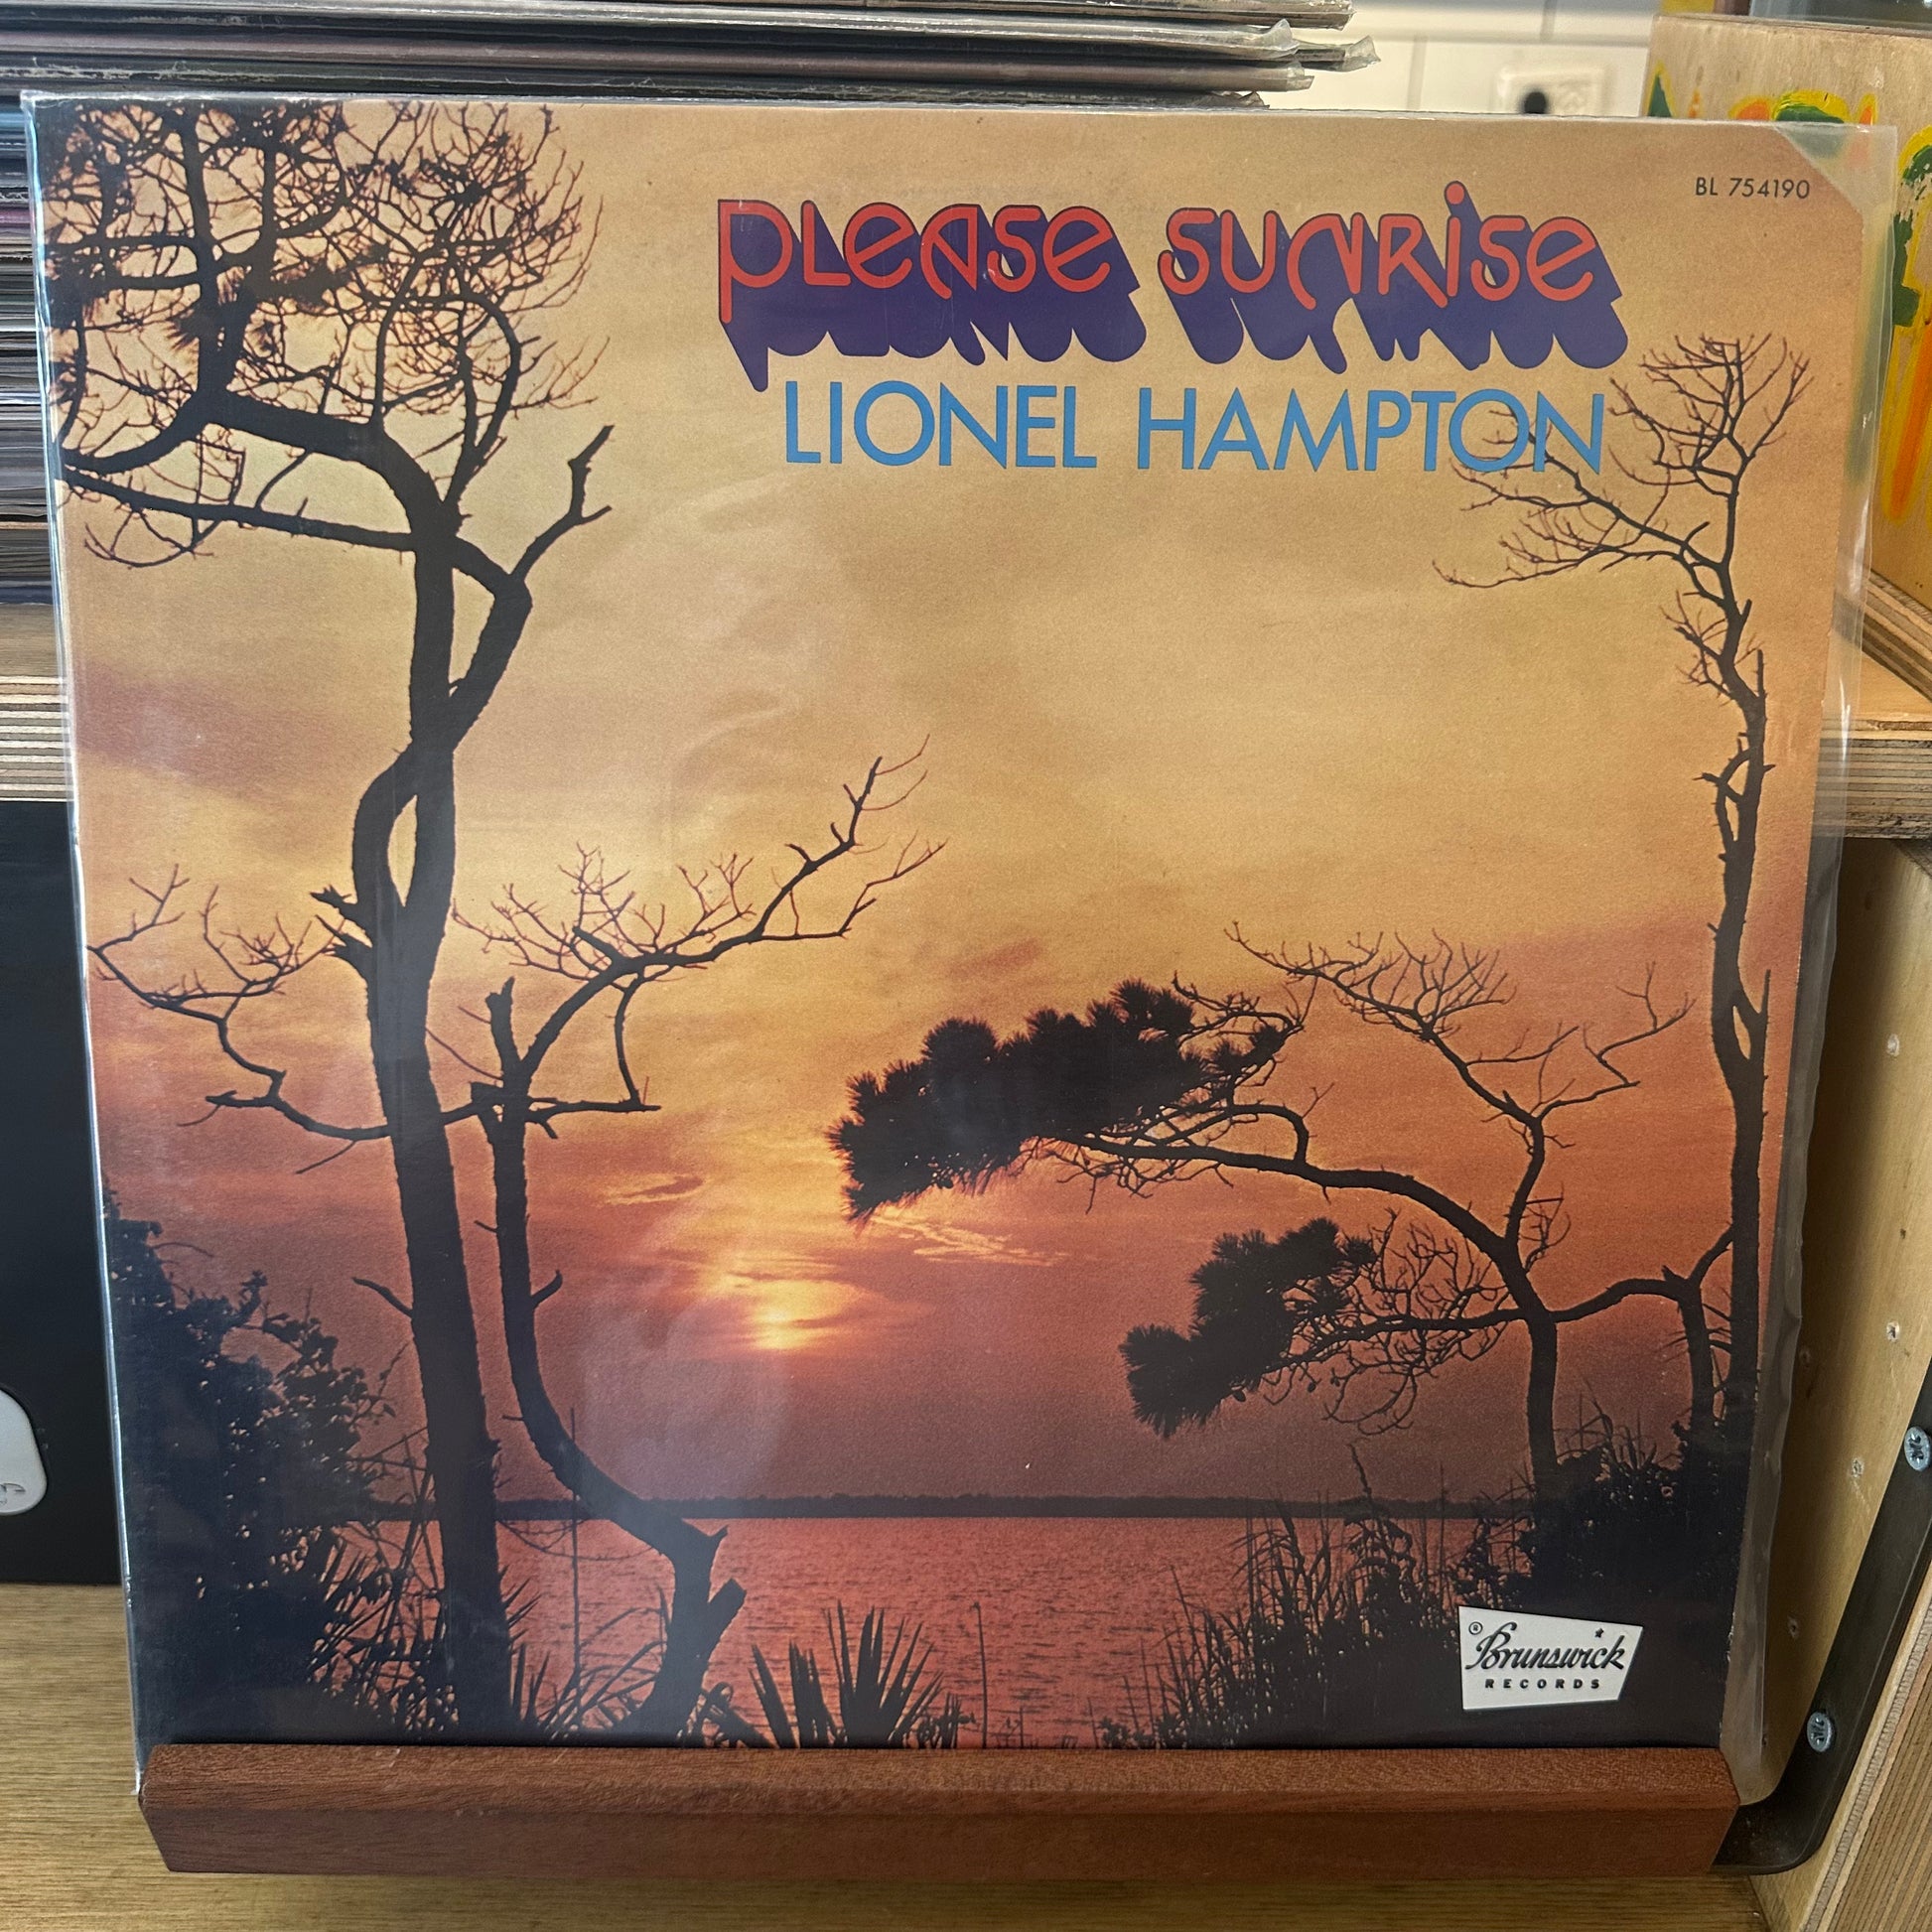 BL 754190
PLeASe SUNRiSe
LIONEL HAMPTON
® Brunswick
RECORDS